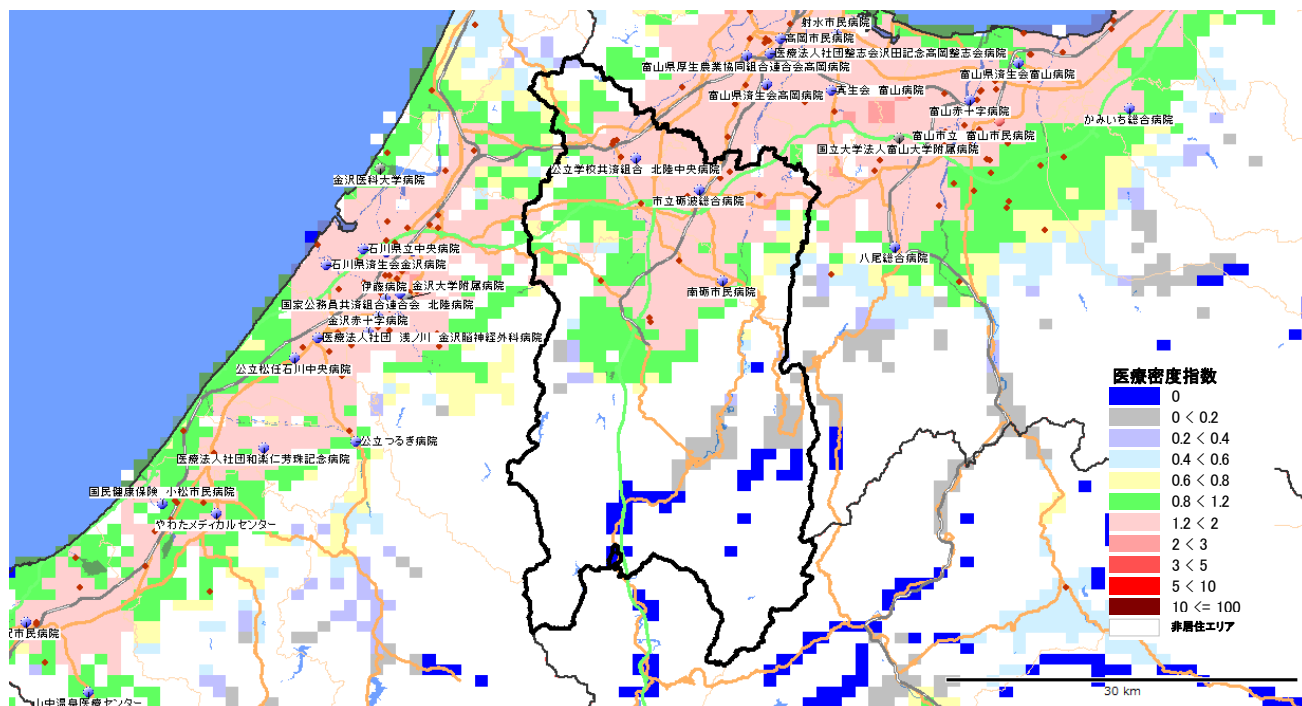 射水市民病院
高岡市民病院
医療法人社団整志会沢田記念高岡整志会病院
富山県厚生農業協同組合連合会高岡病院
富山県済生会富山病院
富山県済生会高岡病院
真生会 富山病院
富山赤十字病院
かみいち総合病院
富山市立 富山市民病院
国立大学法人富山大学附属病院
公立学校共済組合 北陸中央病院
金沢医科大学病院
市立砺波総合病院
石川県立中央病院
八尾総合病院
石川県済生会金沢病院
伊藤病院
金沢大学附属病院
南砺市民病院
国家公務員共済組合連合会 北陸病院
金沢赤十字病院
医療法人社団 浅ノ川 金沢脳神経外科病院
公立松任石川中央病院
公立つるぎ病院
医療法人社団和楽仁芳珠記念病院
国民健康保険 小松市民病院
やわたメディカルセンター
沢市民病院
山中温泉医療センター
医療密度指数
0
0 < 0.2
0.2 < 0.4
0.4 < 0.6
0.6 < 0.8
0.8 < 1.2
1.2 < 2
2 < 3
3 < 5
5 < 10
10 <= 100
非居住エリア
30 km